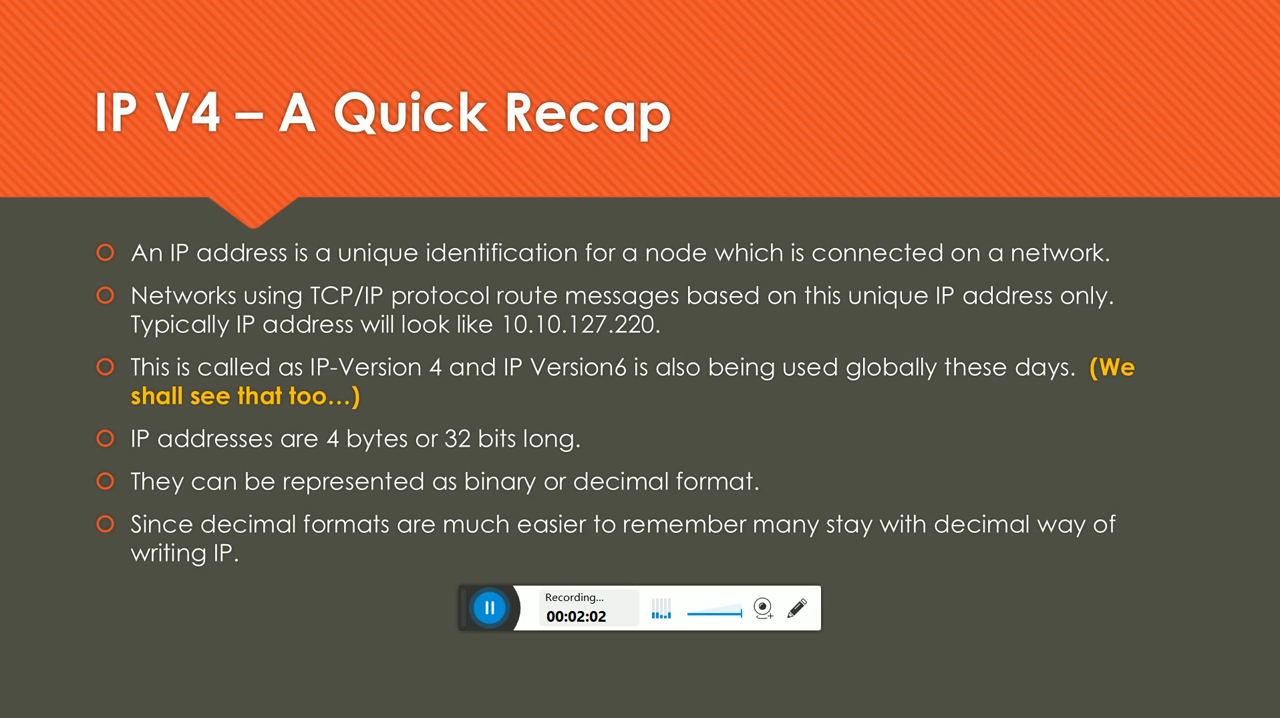 IP V4 – A Quick Recap
An IP address is a unique identification for a node which is connected on a network.
Networks using TCP/IP protocol route messages based on this unique IP address only.
Typically IP address will look like 10.10.127.220.
This is called as IP-Version 4 and IP Version6 is also being used globally these days. (We
shall see that too...)
IP addresses are 4 bytes or 32 bits long.
They can be represented as binary or decimal format.
Since decimal formats are much easier to remember many stay with decimal way of
writing IP.
Recording...
00:02:02